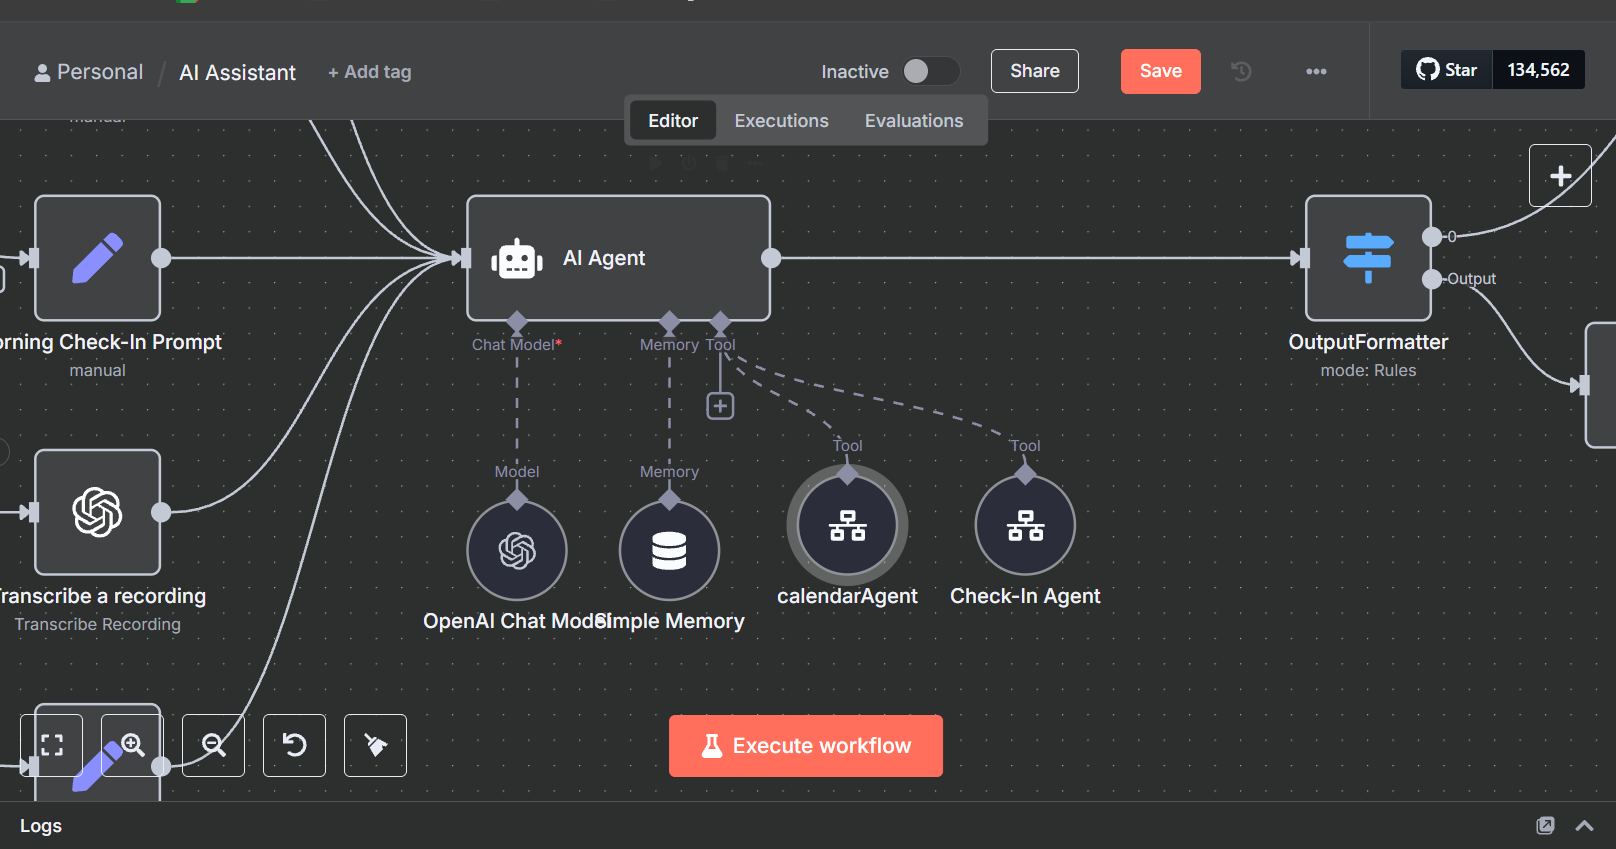 Personal / AI Assistant + Add tag
Inactive
Share
Save
Star 134,562
Editor Executions Evaluations
manual
AI Agent
0
Output
orning Check-In Prompt
manual
Chat Model*
Memory
Tool
OutputFormatter
mode: Rules
Model
Memory
Tool
Tool
ranscribe a recording
Transcribe Recording
OpenAI Chat Model
Simple Memory
calendarAgent
Check-In Agent
Execute workflow
Logs